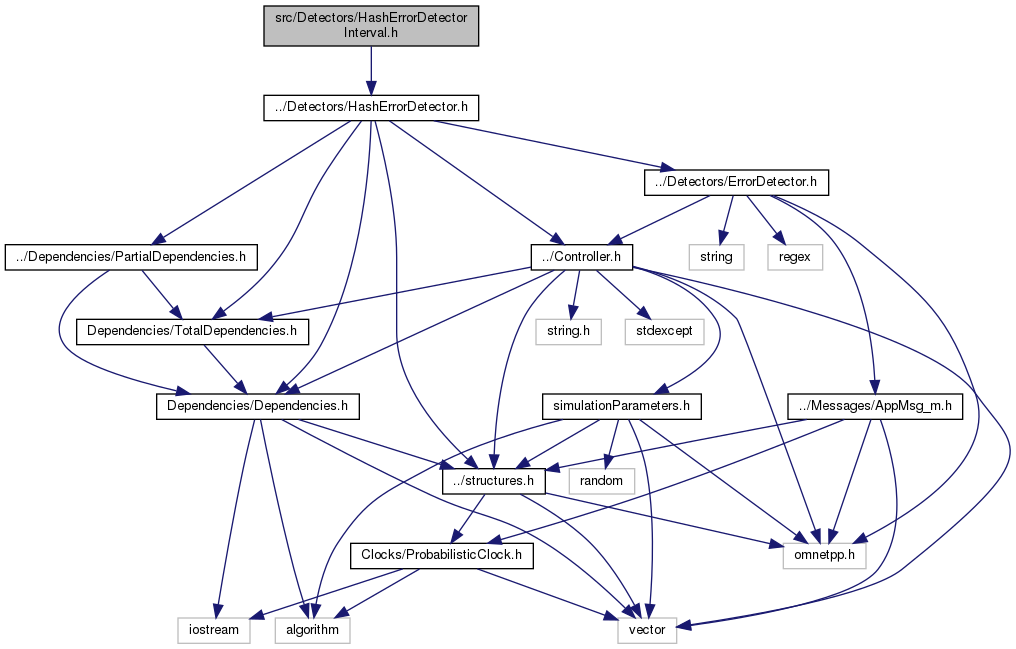 src/Detectors/HashErrorDetector
Interval.h
../Detectors/HashErrorDetector.h
../Detectors/ErrorDetector.h
../Dependencies/PartialDependencies.h
../Controller.h
string
regex
Dependencies/TotalDependencies.h
string.h
stdexcept
Dependencies/Dependencies.h
simulationParameters.h
../Messages/AppMsg_m.h
../structures.h
random
Clocks/ProbabilisticClock.h
omnetpp.h
iostream
algorithm
vector